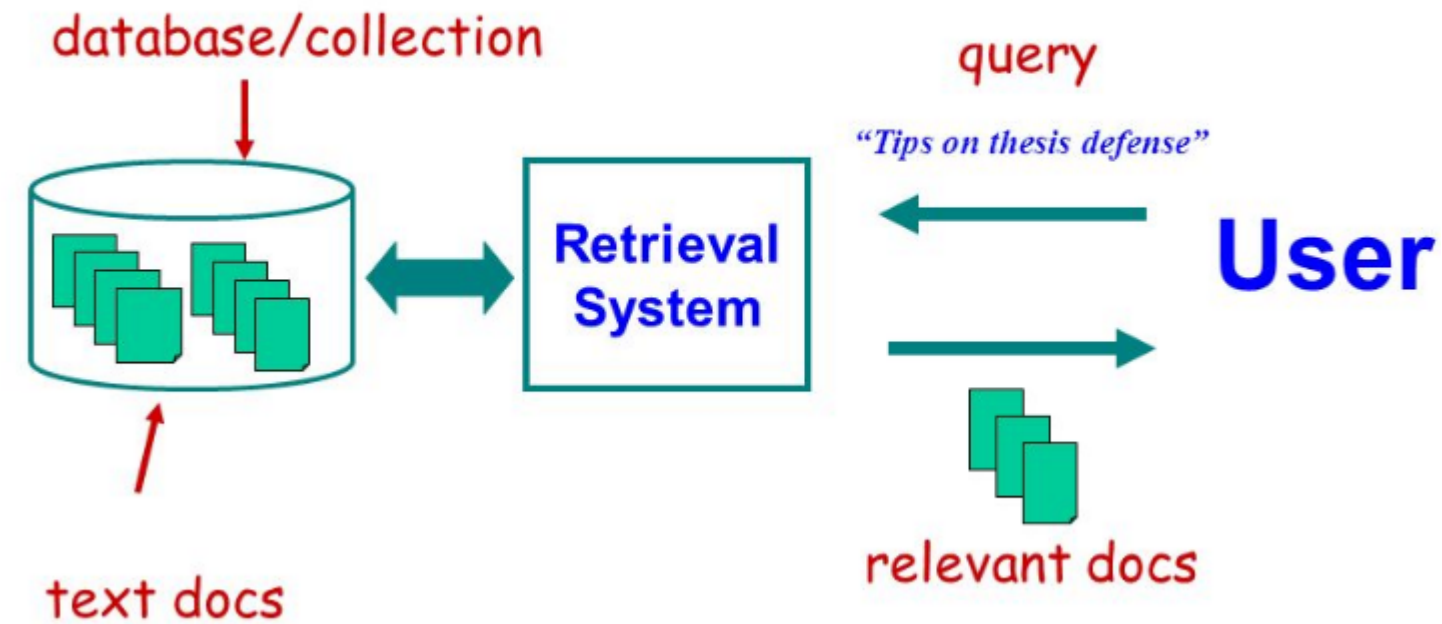 database/collection
query
“Tips on thesis defense”
Retrieval
System
User
relevant docs
text docs